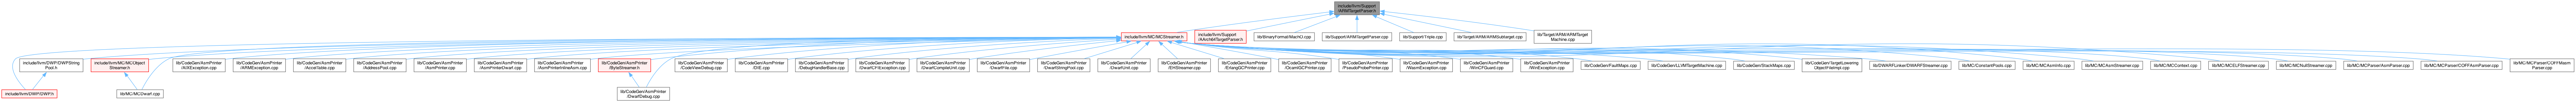 include/llvm/Support
/ARMTargetParser.h
include/llvm/MC/MCStreamer.h
include/llvm/Support
/AArch64TargetParser.h
lib/BinaryFormat/MachO.cpp
lib/Support/ARMTargetParser.cpp
lib/Support/Triple.cpp
lib/Target/ARM/ARMSubtarget.cpp
lib/Target/ARM/ARMTarget
Machine.cpp
include/llvm/DWP/DWPString
Pool.h
include/llvm/MC/MCObject
Streamer.h
lib/CodeGen/AsmPrinter
/AIXException.cpp
lib/CodeGen/AsmPrinter
/ARMException.cpp
lib/CodeGen/AsmPrinter
/AccelTable.cpp
lib/CodeGen/AsmPrinter
/AddressPool.cpp
lib/CodeGen/AsmPrinter
/AsmPrinter.cpp
lib/CodeGen/AsmPrinter
/AsmPrinterDwarf.cpp
lib/CodeGen/AsmPrinter
/AsmPrinterInlineAsm.cpp
lib/CodeGen/AsmPrinter
/ByteStreamer.h
lib/CodeGen/AsmPrinter
/CodeViewDebug.cpp
lib/CodeGen/AsmPrinter
/DIE.cpp
lib/CodeGen/AsmPrinter
/DebugHandlerBase.cpp
lib/CodeGen/AsmPrinter
/DwarfCFIException.cpp
lib/CodeGen/AsmPrinter
/DwarfCompileUnit.cpp
lib/CodeGen/AsmPrinter
/DwarfFile.cpp
lib/CodeGen/AsmPrinter
/DwarfStringPool.cpp
lib/CodeGen/AsmPrinter
/DwarfUnit.cpp
lib/CodeGen/AsmPrinter
/EHStreamer.cpp
lib/CodeGen/AsmPrinter
/ErlangGCPrinter.cpp
lib/CodeGen/AsmPrinter
/OcamlGCPrinter.cpp
lib/CodeGen/AsmPrinter
/PseudoProbePrinter.cpp
lib/CodeGen/AsmPrinter
/WasmException.cpp
lib/CodeGen/AsmPrinter
/WinCFGuard.cpp
lib/CodeGen/AsmPrinter
/WinException.cpp
lib/CodeGen/FaultMaps.cpp
lib/CodeGen/LLVMTargetMachine.cpp
lib/CodeGen/StackMaps.cpp
lib/CodeGen/TargetLowering
ObjectFileImpl.cpp
lib/DWARFLinker/DWARFStreamer.cpp
lib/MC/ConstantPools.cpp
lib/MC/MCAsmInfo.cpp
lib/MC/MCAsmStreamer.cpp
lib/MC/MCContext.cpp
lib/MC/MCELFStreamer.cpp
lib/MC/MCNullStreamer.cpp
lib/MC/MCParser/AsmParser.cpp
lib/MC/MCParser/COFFAsmParser.cpp
lib/MC/MCParser/COFFMasm
Parser.cpp
include/llvm/DWP/DWP.h
lib/MC/MCDwarf.cpp
lib/CodeGen/AsmPrinter
/DwarfDebug.cpp